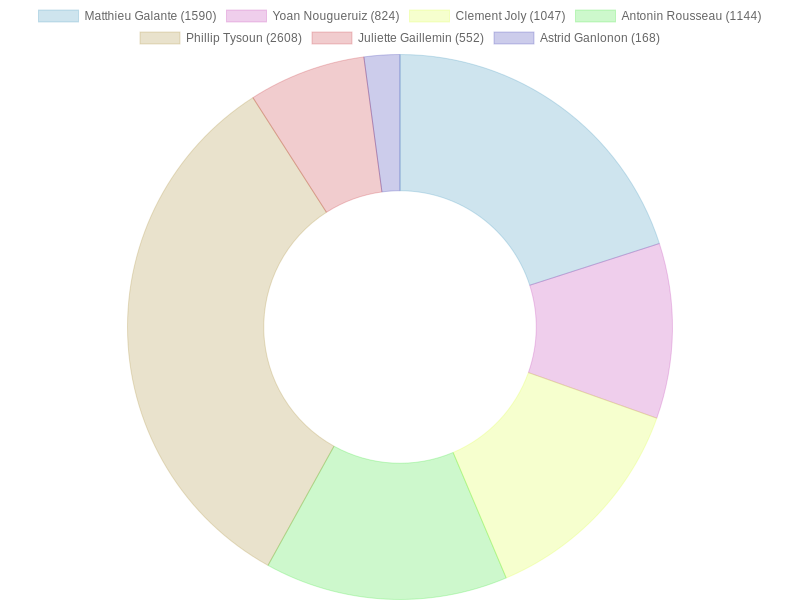 Matthieu Galante (1590) Yoan Nougueruiz (824) Clement Joly (1047) Antonin Rousseau (1144)
Phillip Tysoun (2608) Juliette Gaillemin (552) Astrid Ganlonon (168)